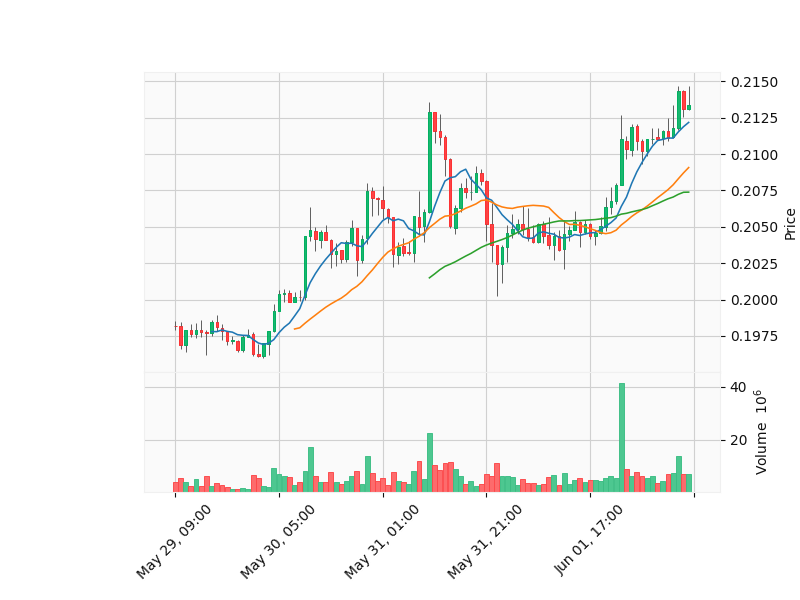 0.2150
0.2125
0.2100
0.2075
0.2050
0.2025
0.2000
0.1975
Price
40
20
Volume 10⁶
May 29, 09:00
May 30, 05:00
May 31, 01:00
May 31, 21:00
Jun 01, 17:00